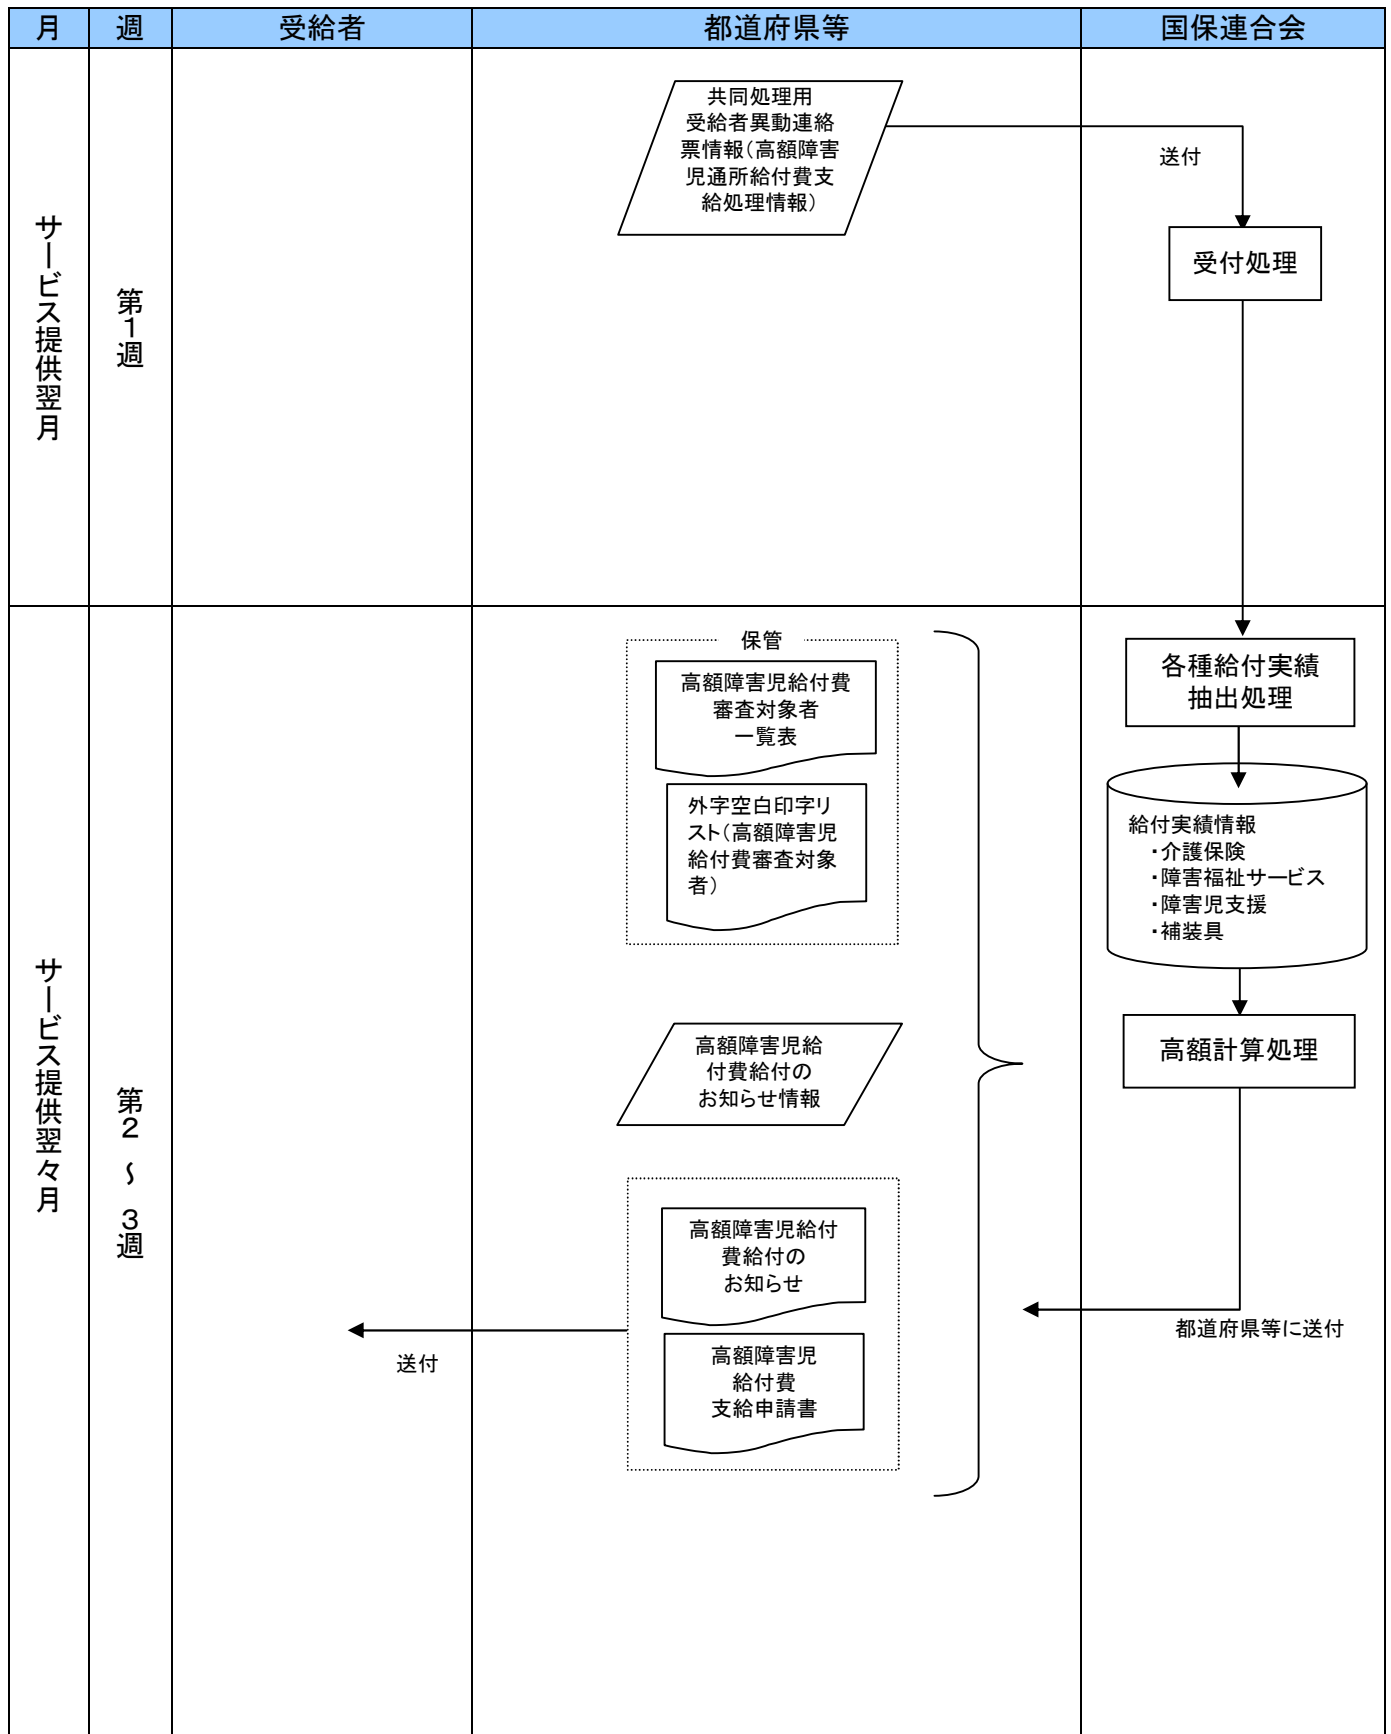 月 週 受給者 都道府県等 国保連合会
サービス提供翌月
第1週
共同処理用
受給者異動連絡
票情報（高額障害
児通所給付費支
給処理情報）
送付
受付処理
サービス提供翌々月
第2～3週
保管
高額障害児給付費
審査対象者
一覧表
外字空白印字リ
スト（高額障害児
給付費審査対象
者）
高額障害児給
付費給付の
お知らせ情報
高額障害児給付
費給付の
お知らせ
高額障害児
給付費
支給申請書
送付
各種給付実績
抽出処理
給付実績情報
・介護保険
・障害福祉サービス
・障害児支援
・補装具
高額計算処理
都道府県等に送付